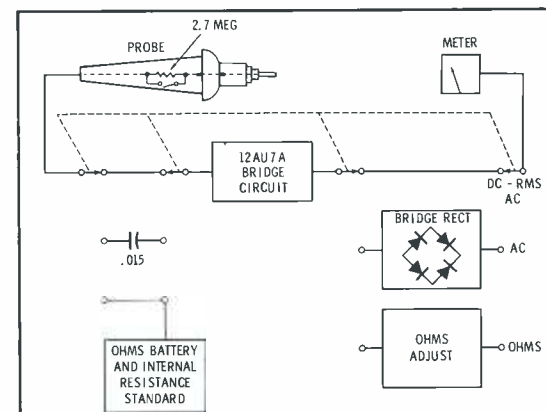 2.7 MEG
PROBE
METER
12AU7A
BRIDGE
CIRCUIT
DC - RMS
AC
BRIDGE RECT
AC
.015
OHMS BATTERY
AND INTERNAL
RESISTANCE
STANDARD
OHMS
ADJUST
OHMS